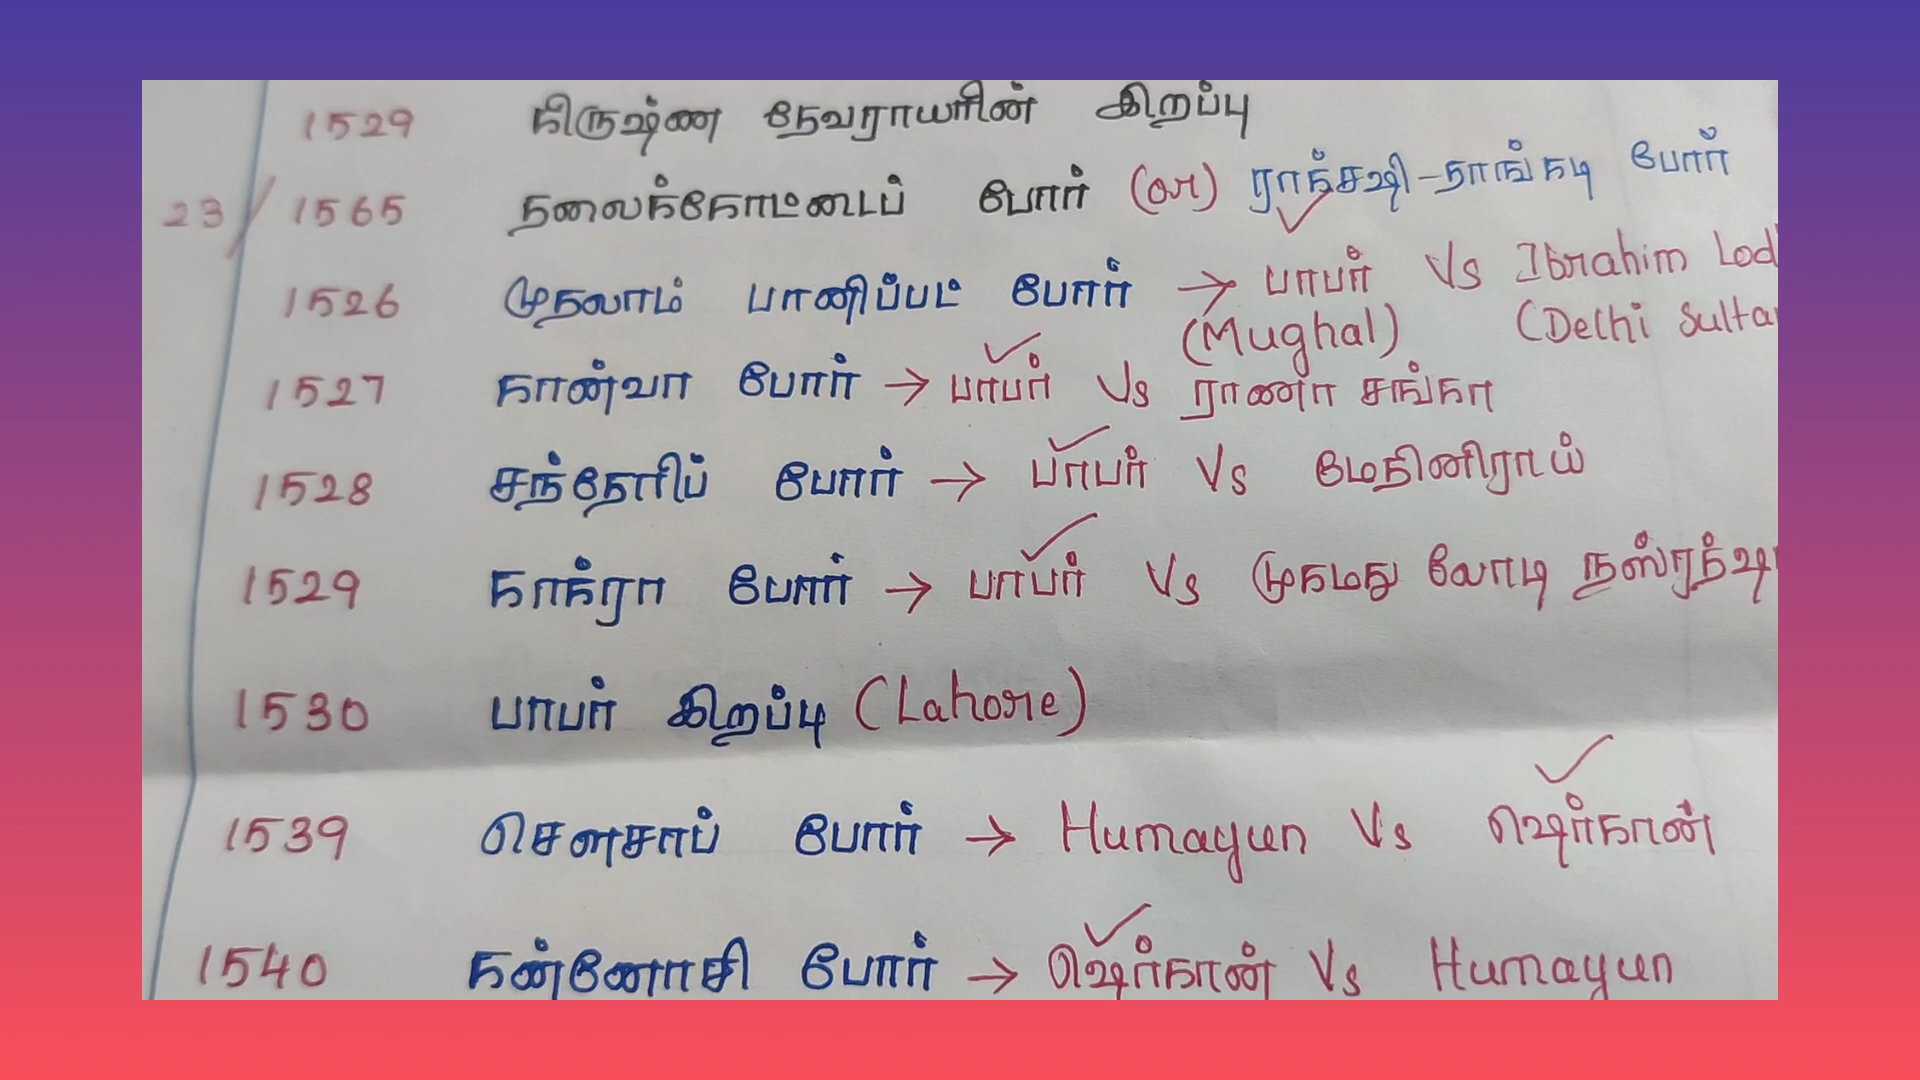 1529 கிருஷ்ண தேவராயரின் இறப்பு
23/ 1565 தலைக்கோட்டைப் போர் (or) ராக்சஷி-தாங்கடி போர்
1526 முதலாம் பானிப்பட் போர் → பாபர் Vs Ibrahim Lod
(Mughal) (Delhi Sulta
1527 கான்வா போர் → பாபர் Vs ராணா சங்கா
1528 சந்தேரிப் போர் → பாபர் Vs மேதினிராய்
1529 காக்ரா போர் → பாபர் Vs முகமது லோடி நஸ்ரத்ஷா
1530 பாபர் இறப்பு (Lahore)
1539 சௌசாப் போர் → Humayun Vs ஷெர்கான்
1540 கன்னோசி போர் → ஷெர்கான் Vs Humayun